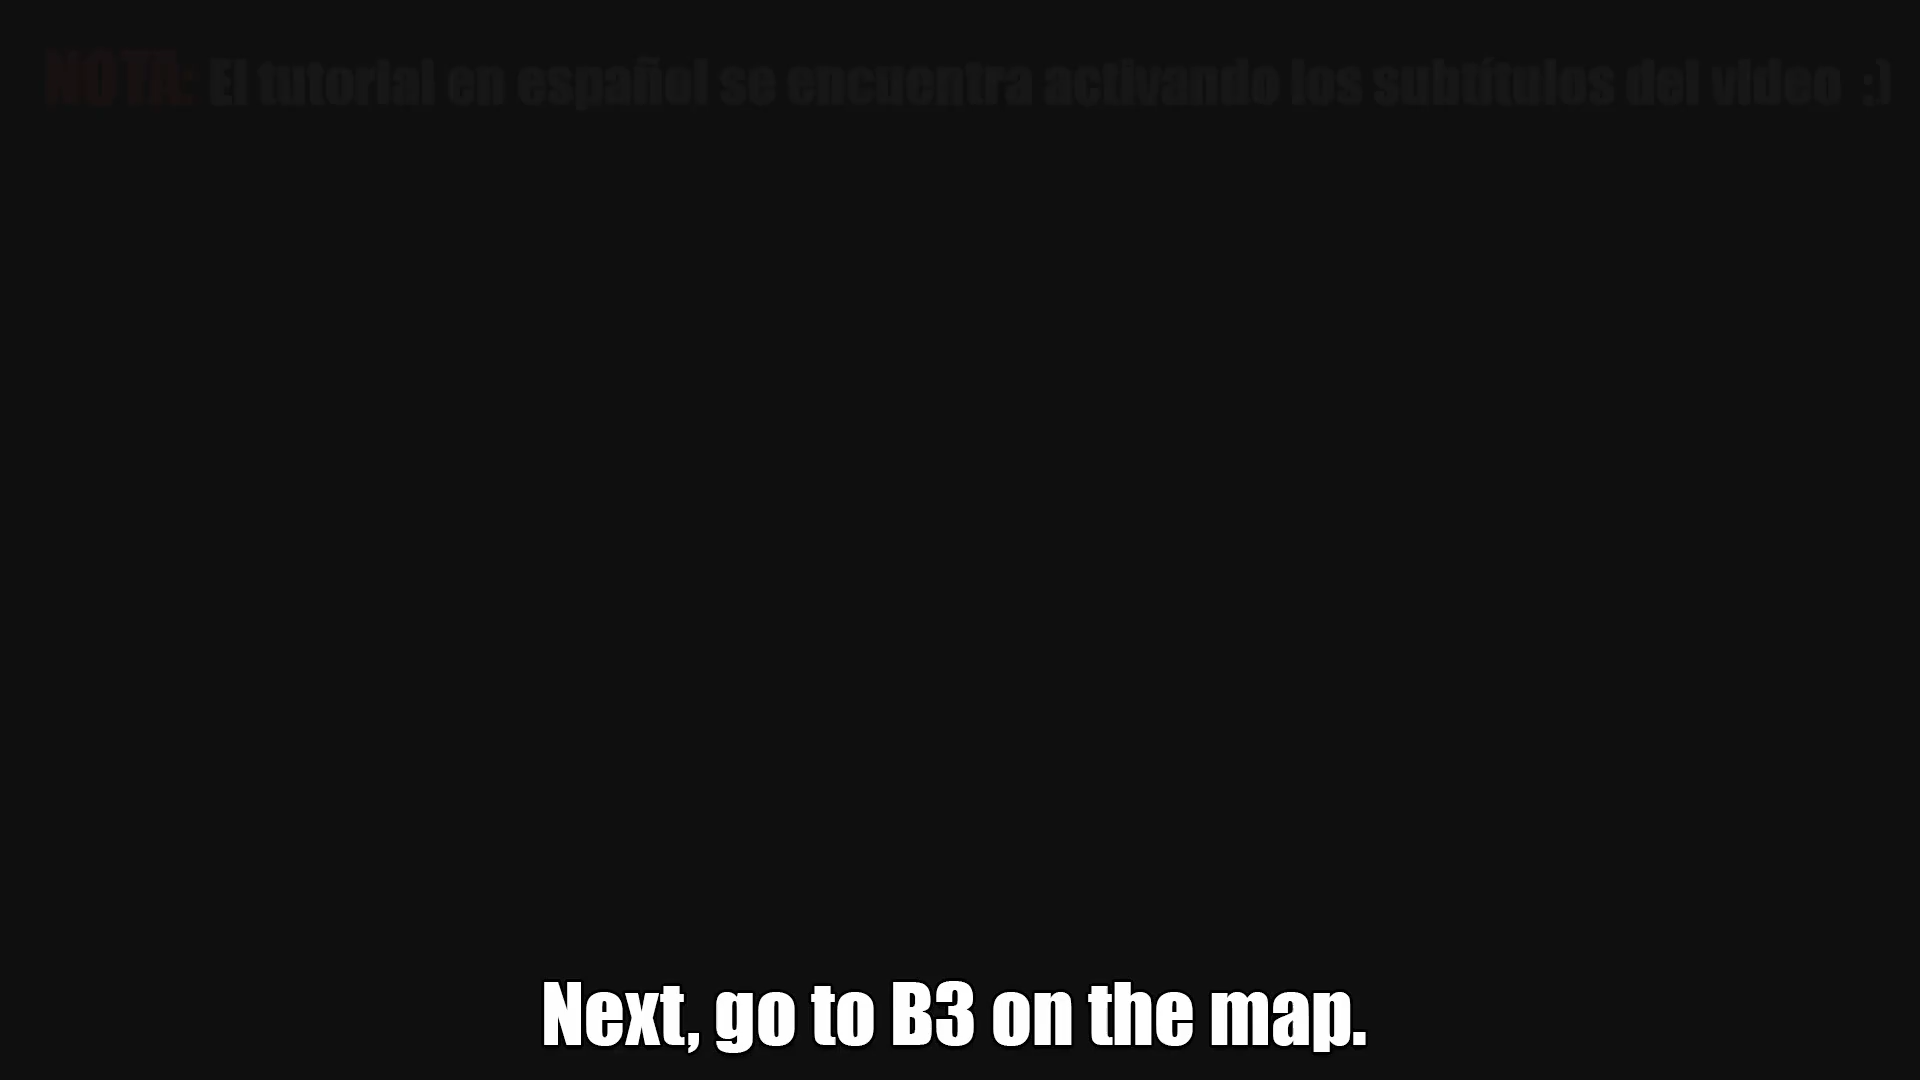 NOTA: El tutorial en español se encuentra activando los subtítulos del video :)
Next, go to B3 on the map.